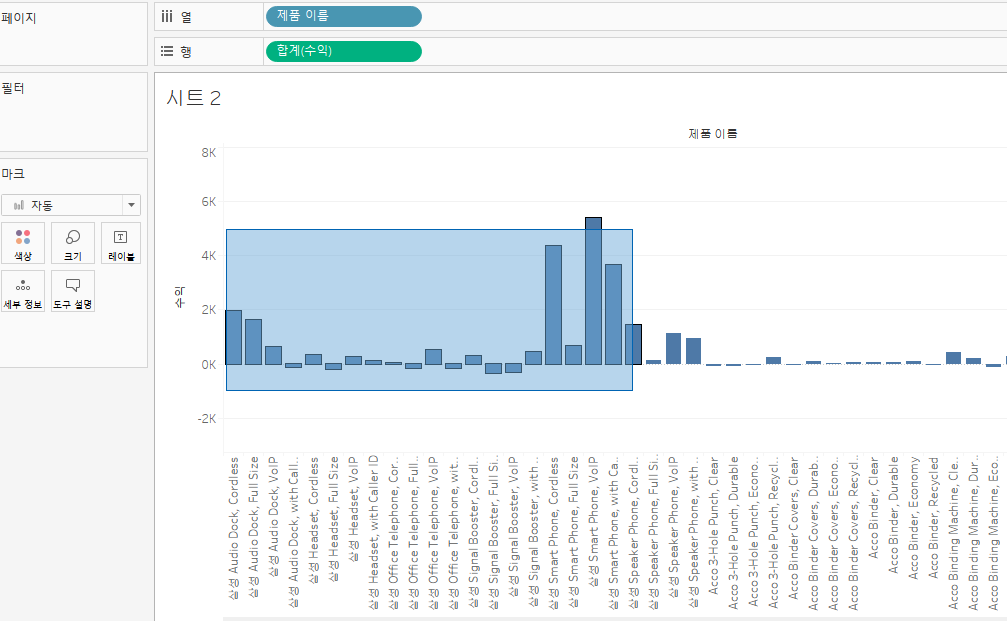 페이지
열
제품 이름
행
합계(수익)
필터
시트 2
마크
자동
색상
크기
레이블
세부 정보
도구 설명
제품 이름
수익
8K
6K
4K
2K
0K
-2K
삼성 Audio Dock, Cordless
삼성 Audio Dock, Full Size
삼성 Audio Dock, VoIP
삼성 Audio Dock, with Call..
삼성 Headset, Cordless
삼성 Headset, Full Size
삼성 Headset, VoIP
삼성 Headset, with Caller ID
삼성 Office Telephone, Cor..
삼성 Office Telephone, Full..
삼성 Office Telephone, VoIP
삼성 Office Telephone, wit..
삼성 Signal Booster, Cordl..
삼성 Signal Booster, Full Si..
삼성 Signal Booster, VoIP
삼성 Signal Booster, with ..
삼성 Smart Phone, Cordless
삼성 Smart Phone, Full Size
삼성 Smart Phone, VoIP
삼성 Smart Phone, with Ca..
삼성 Speaker Phone, Cordl..
삼성 Speaker Phone, Full Si..
삼성 Speaker Phone, VoIP
삼성 Speaker Phone, with ..
Acco 3-Hole Punch, Clear
Acco 3-Hole Punch, Durable
Acco 3-Hole Punch, Econo..
Acco 3-Hole Punch, Recycl..
Acco Binder Covers, Clear
Acco Binder Covers, Durab..
Acco Binder Covers, Econo..
Acco Binder Covers, Recycl..
Acco Binder, Clear
Acco Binder, Durable
Acco Binder, Economy
Acco Binder, Recycled
Acco Binding Machine, Cle..
Acco Binding Machine, Dur..
Acco Binding Machine, Eco..